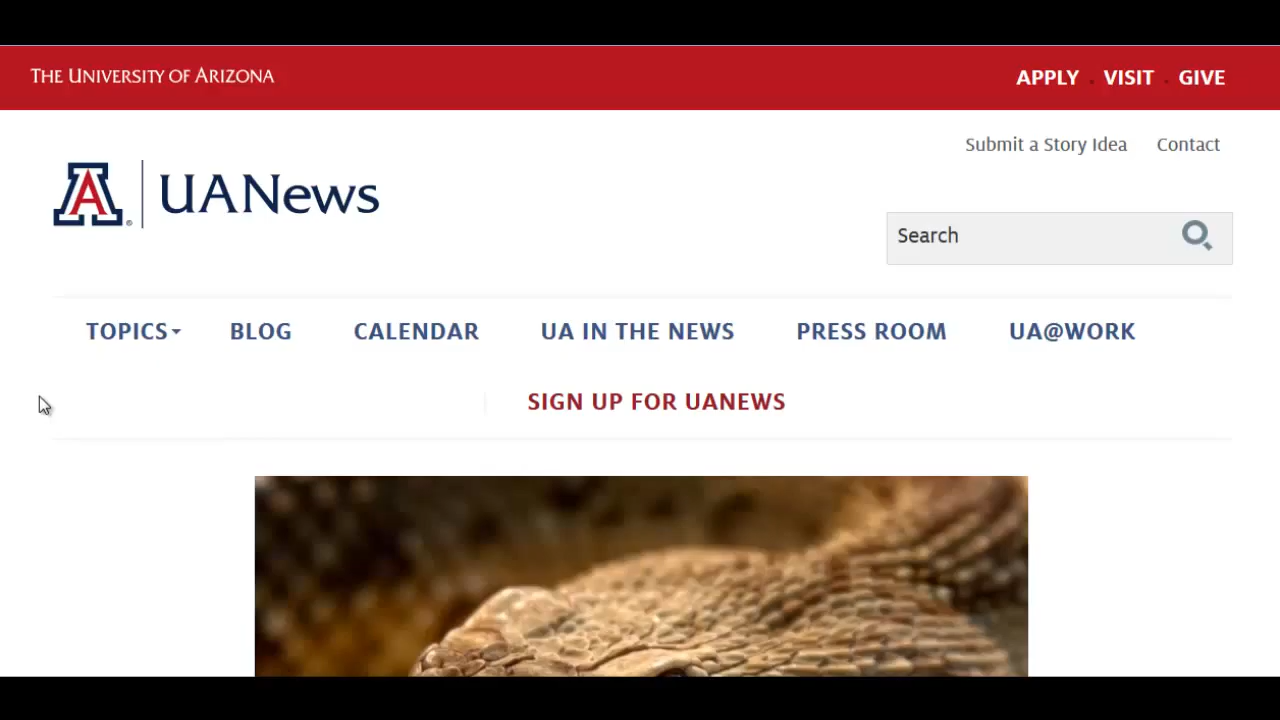 THE UNIVERSITY OF ARIZONA
APPLY . VISIT . GIVE
Submit a Story Idea Contact
A ® UANews
Search
TOPICS BLOG CALENDAR UA IN THE NEWS PRESS ROOM UA@WORK
SIGN UP FOR UANEWS